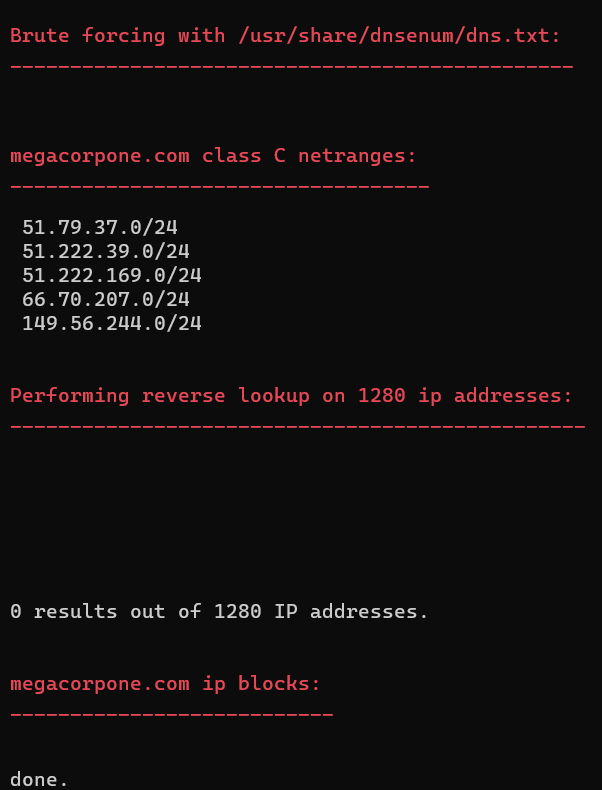 Brute forcing with /usr/share/dnsenum/dns.txt:
_______________________________________________
megacorpone.com class C netranges:
___________________________________
51.79.37.0/24
51.222.39.0/24
51.222.169.0/24
66.70.207.0/24
149.56.244.0/24
Performing reverse lookup on 1280 ip addresses:
________________________________________________
0 results out of 1280 IP addresses.
megacorpone.com ip blocks:
___________________________
done.